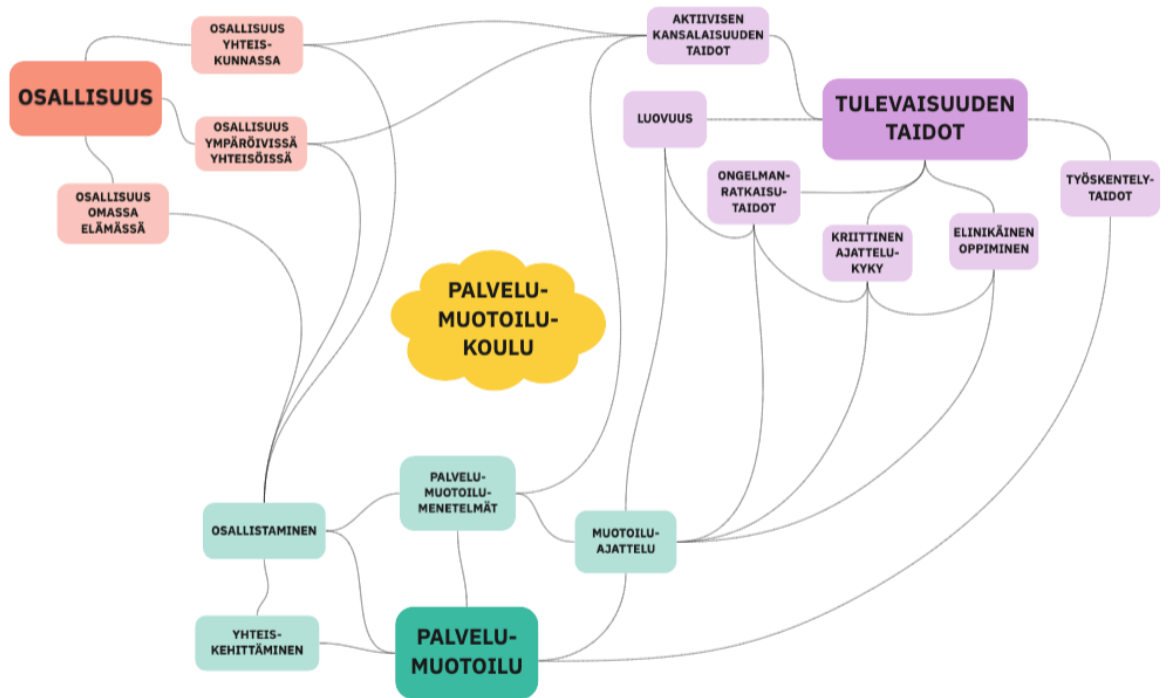 OSALLISUUS
YHTEIS-
KUNNASSA
OSALLISUUS
OSALLISUUS
YMPÄRÖIVISSÄ
YHTEISÖISSÄ
OSALLISUUS
OMASSA
ELÄMÄSSÄ
AKTIIVISEN
KANSALAISUUDEN
TAIDOT
TULEVAISUUDEN
TAIDOT
LUOVUUS
ONGELMAN-
RATKAISU-
TAIDOT
KRIITTINEN
AJATTELU-
KYKY
ELINIKÄINEN
OPPIMINEN
TYÖSKENTELY-
TAIDOT
PALVELU-
MUOTOILU-
KOULU
OSALLISTAMINEN
PALVELU-
MUOTOILU-
MENETELMÄT
MUOTOILU-
AJATTELU
YHTEIS-
KEHITTÄMINEN
PALVELU-
MUOTOILU